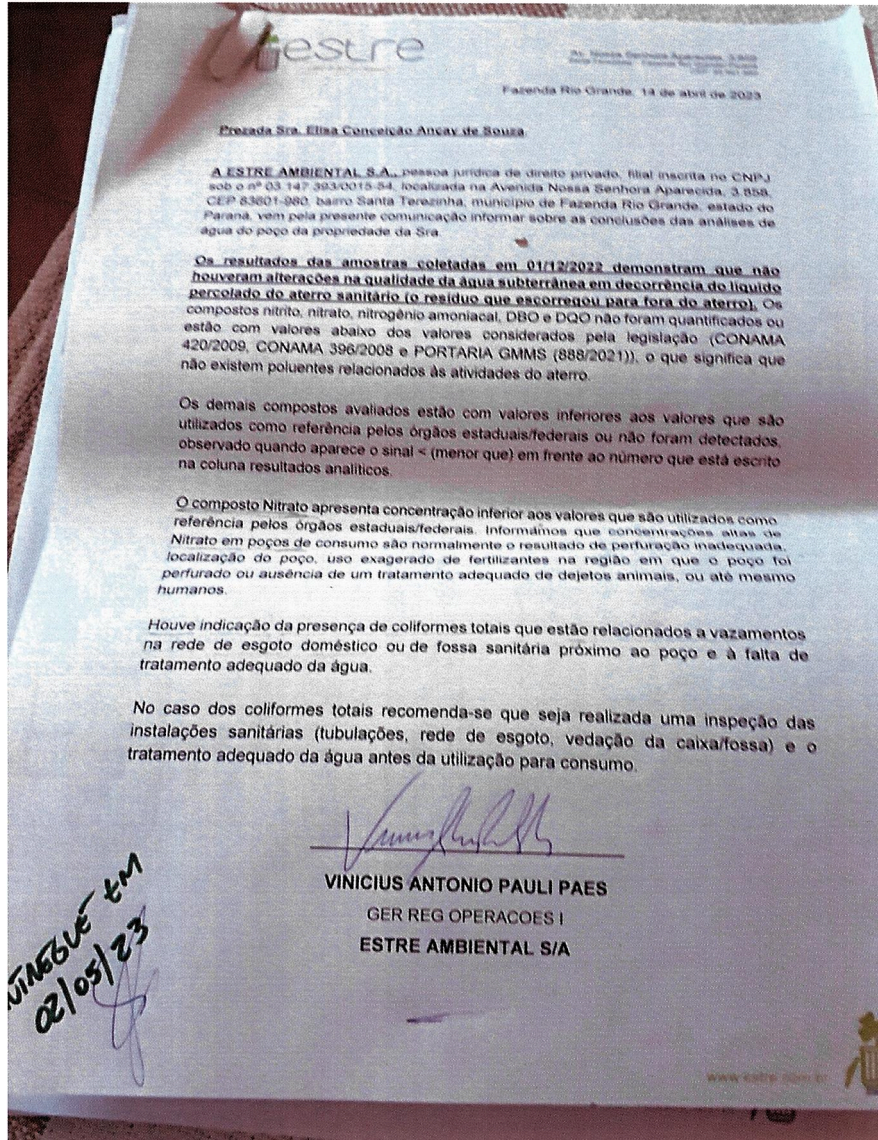 estre
Fazenda Rio Grande, 14 de abril de 2023
Prezada Sra. Elisa Conceição Ançay de Souza
A ESTRE AMBIENTAL S.A., pessoa jurídica de direito privado, filial inscrita no CNPJ
sob o nº 03.147.393/0015-54, localizada na Avenida Nossa Senhora Aparecida, 3.858,
CEP 83601-980, bairro Santa Terezinha, município de Fazenda Rio Grande, estado do
Paraná, vem pela presente comunicação informar sobre as conclusões das análises de
água do poço da propriedade da Sra.
Os resultados das amostras coletadas em 01/12/2022 demonstram que não
houveram alterações na qualidade da água subterrânea em decorrência do líquido
percolado do aterro sanitário (o resíduo que escorregou para fora do aterro). Os
compostos nitrito, nitrato, nitrogênio amoniacal, DBO e DQO não foram quantificados ou
estão com valores abaixo dos valores considerados pela legislação (CONAMA
420/2009, CONAMA 396/2008 e PORTARIA GMMS (888/2021)), o que significa que
não existem poluentes relacionados às atividades do aterro.
Os demais compostos avaliados estão com valores inferiores aos valores que são
utilizados como referência pelos órgãos estaduais/federais ou não foram detectados,
observado quando aparece o sinal < (menor que) em frente ao número que está escrito
na coluna resultados analíticos.
O composto Nitrato apresenta concentração inferior aos valores que são utilizados como
referência pelos órgãos estaduais/federais. Informamos que concentrações altas de
Nitrato em poços de consumo são normalmente o resultado de perfuração inadequada,
localização do poço, uso exagerado de fertilizantes na região em que o poço foi
perfurado ou ausência de um tratamento adequado de dejetos animais, ou até mesmo
humanos.
Houve indicação da presença de coliformes totais que estão relacionados a vazamentos
na rede de esgoto doméstico ou de fossa sanitária próximo ao poço e à falta de
tratamento adequado da água.
No caso dos coliformes totais recomenda-se que seja realizada uma inspeção das
instalações sanitárias (tubulações, rede de esgoto, vedação da caixa/fossa) e o
tratamento adequado da água antes da utilização para consumo.
VINICIUS ANTONIO PAULI PAES
GER REG OPERACOES I
ESTRE AMBIENTAL S/A
EM
02/05/23
www.estre.com.br